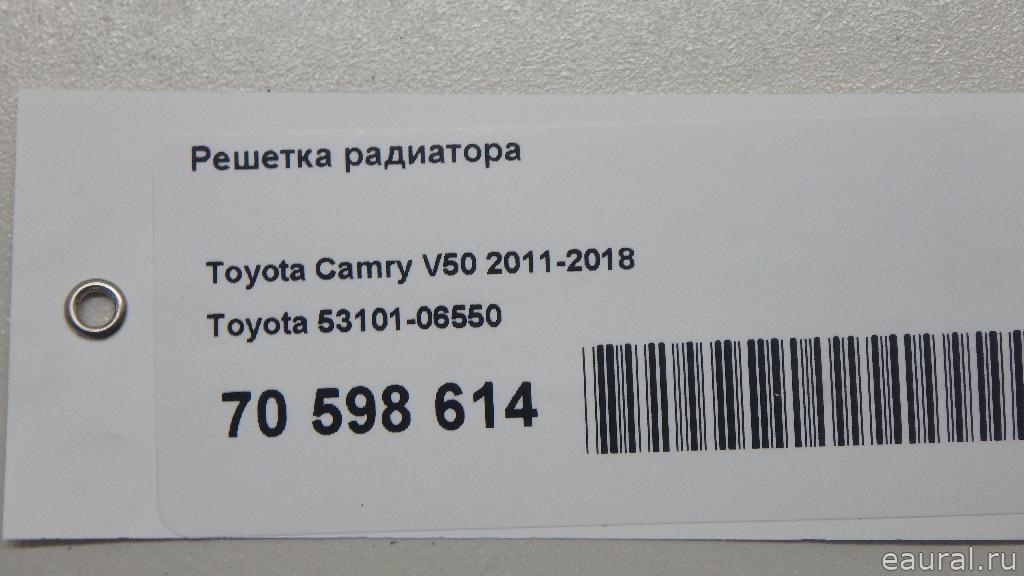 Решетка радиатора
Toyota Camry V50 2011-2018
Toyota 53101-06550
70 598 614
eaural.ru